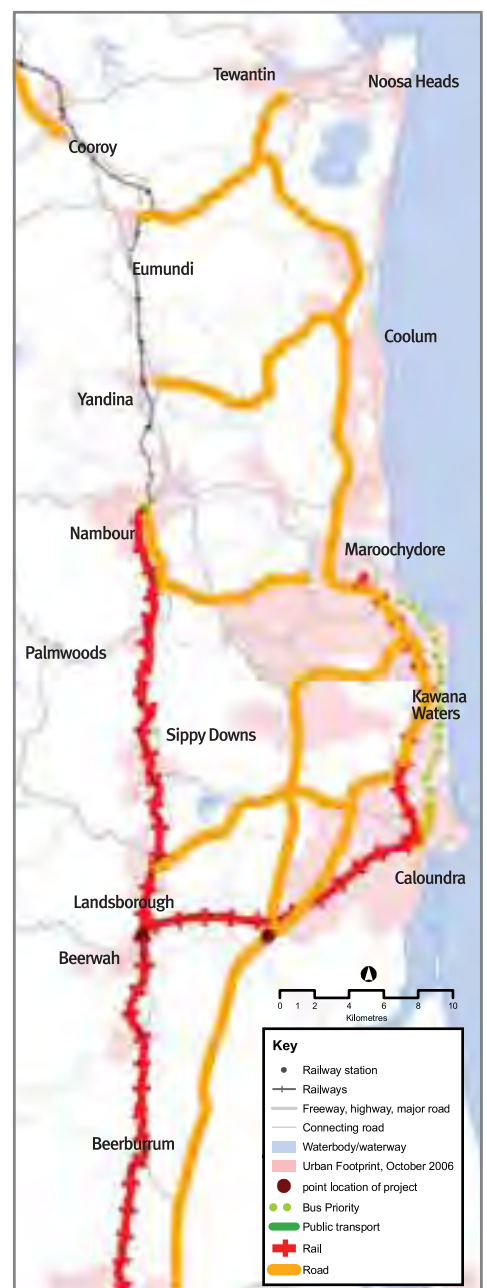 Tewantin
Noosa Heads
Cooroy
Eumundi
Coolum
Yandina
Nambour
Maroochydore
Palmwoods
Kawana
Waters
Sippy Downs
Caloundra
Landsborough
Beerwah
0 1 2 4 6 8 10
Kilometres
Key
Railway station
Railways
Freeway, highway, major road
Connecting road
Waterbody/waterway
Urban Footprint, October 2006
point location of project
Bus Priority
Public transport
Rail
Road
Beerburrum